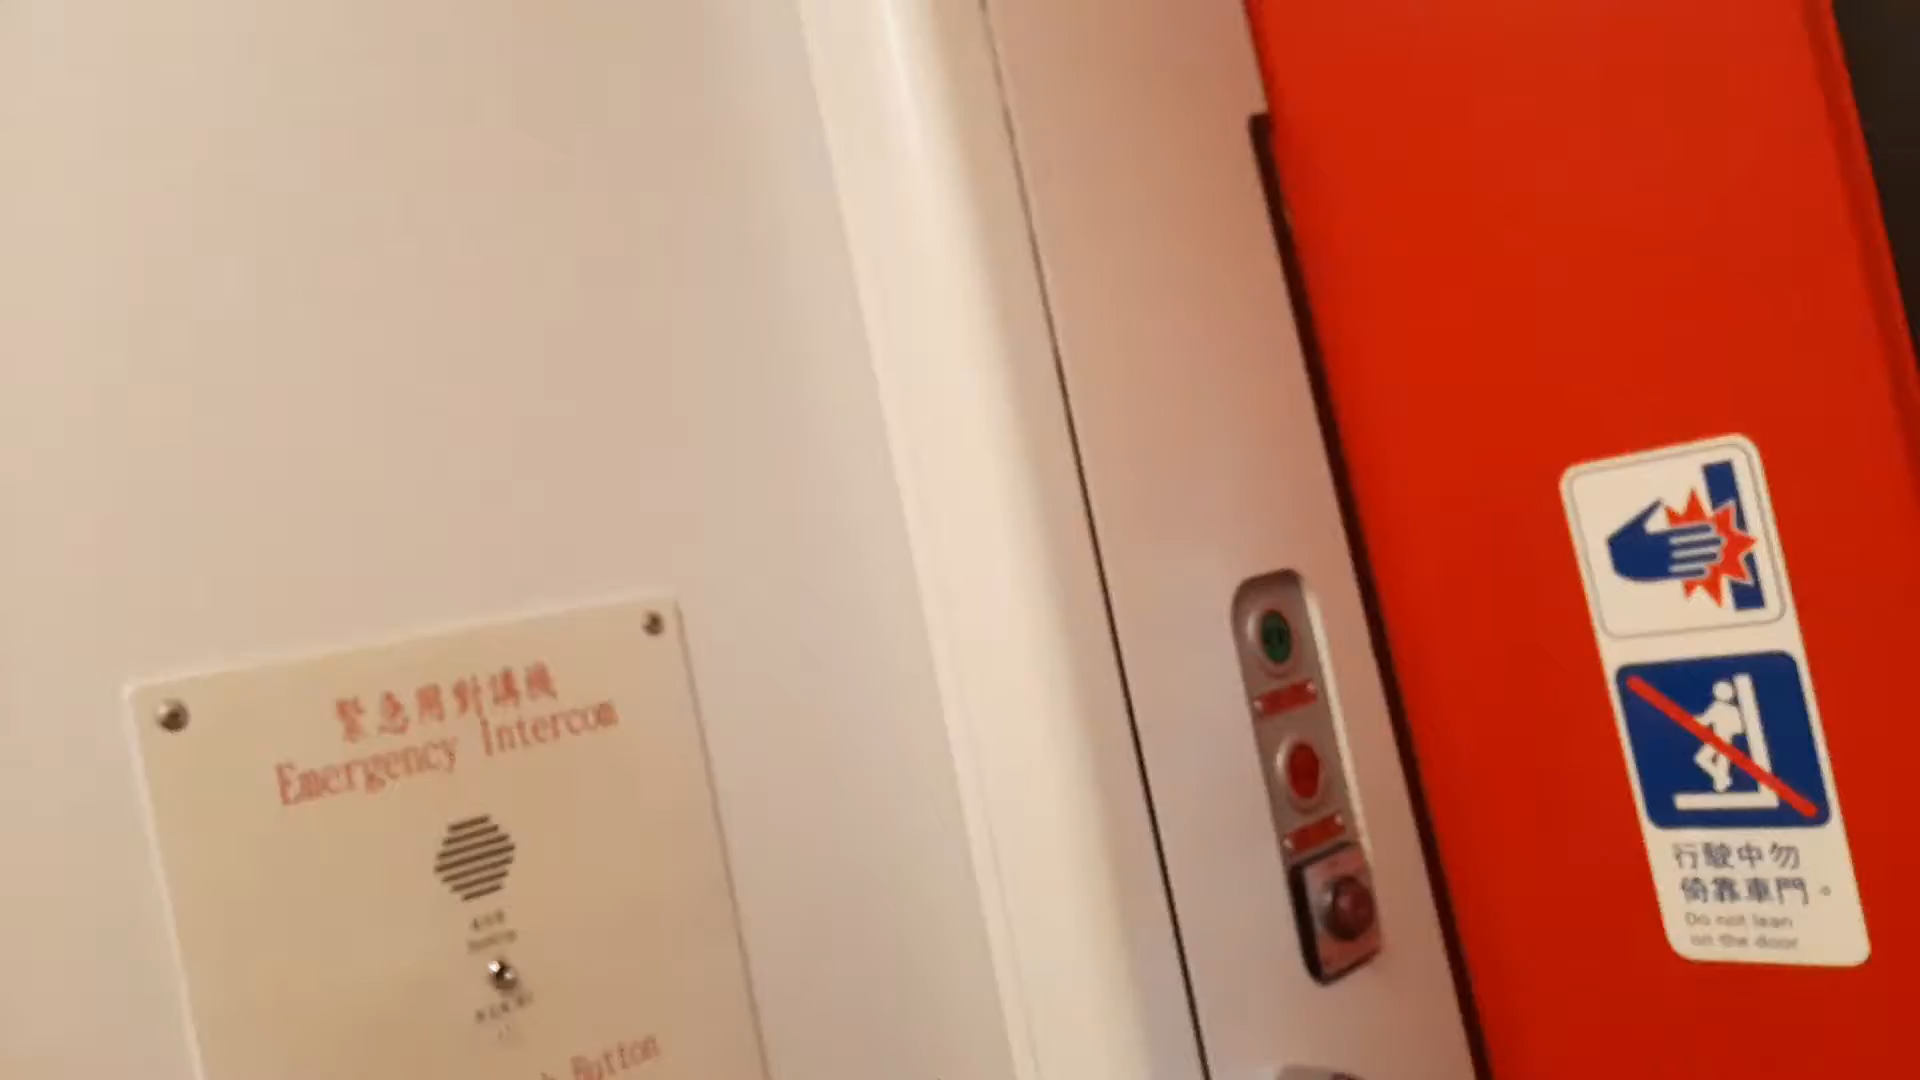 緊急用對講機
Emergency Intercom
Button
行駛中勿
倚靠車門。
Do not lean
on the door